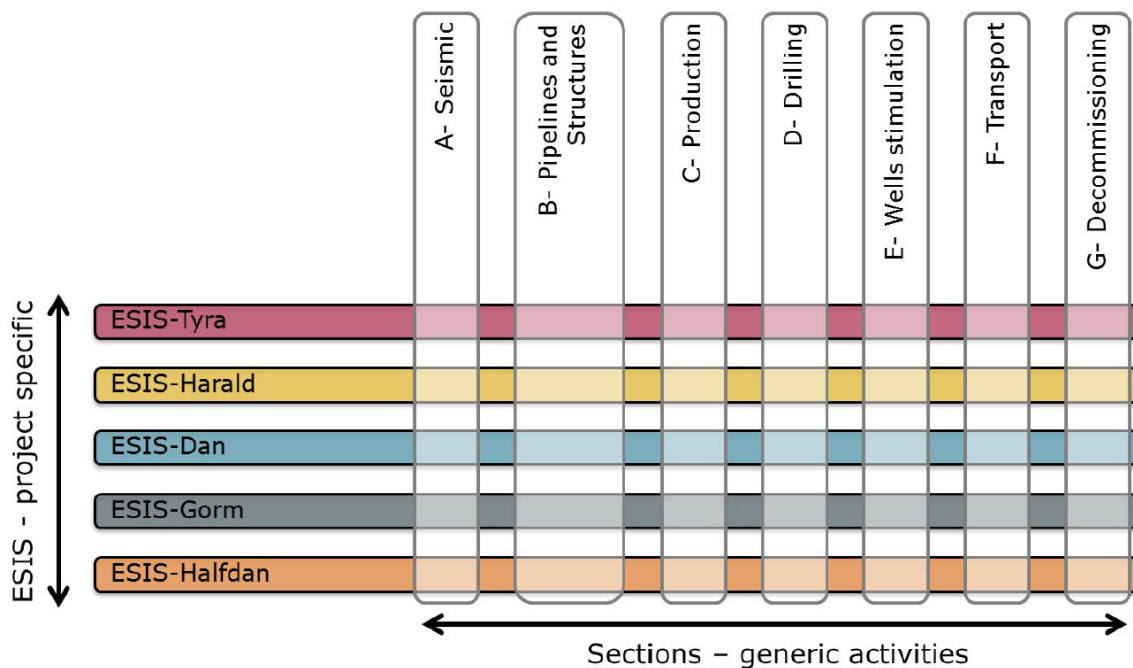 A- Seismic
B- Pipelines and
Structures
C- Production
D- Drilling
E- Wells stimulation
F- Transport
G- Decommissioning
ESIS - project specific
ESIS-Tyra
ESIS-Harald
ESIS-Dan
ESIS-Gorm
ESIS-Halfdan
Sections – generic activities